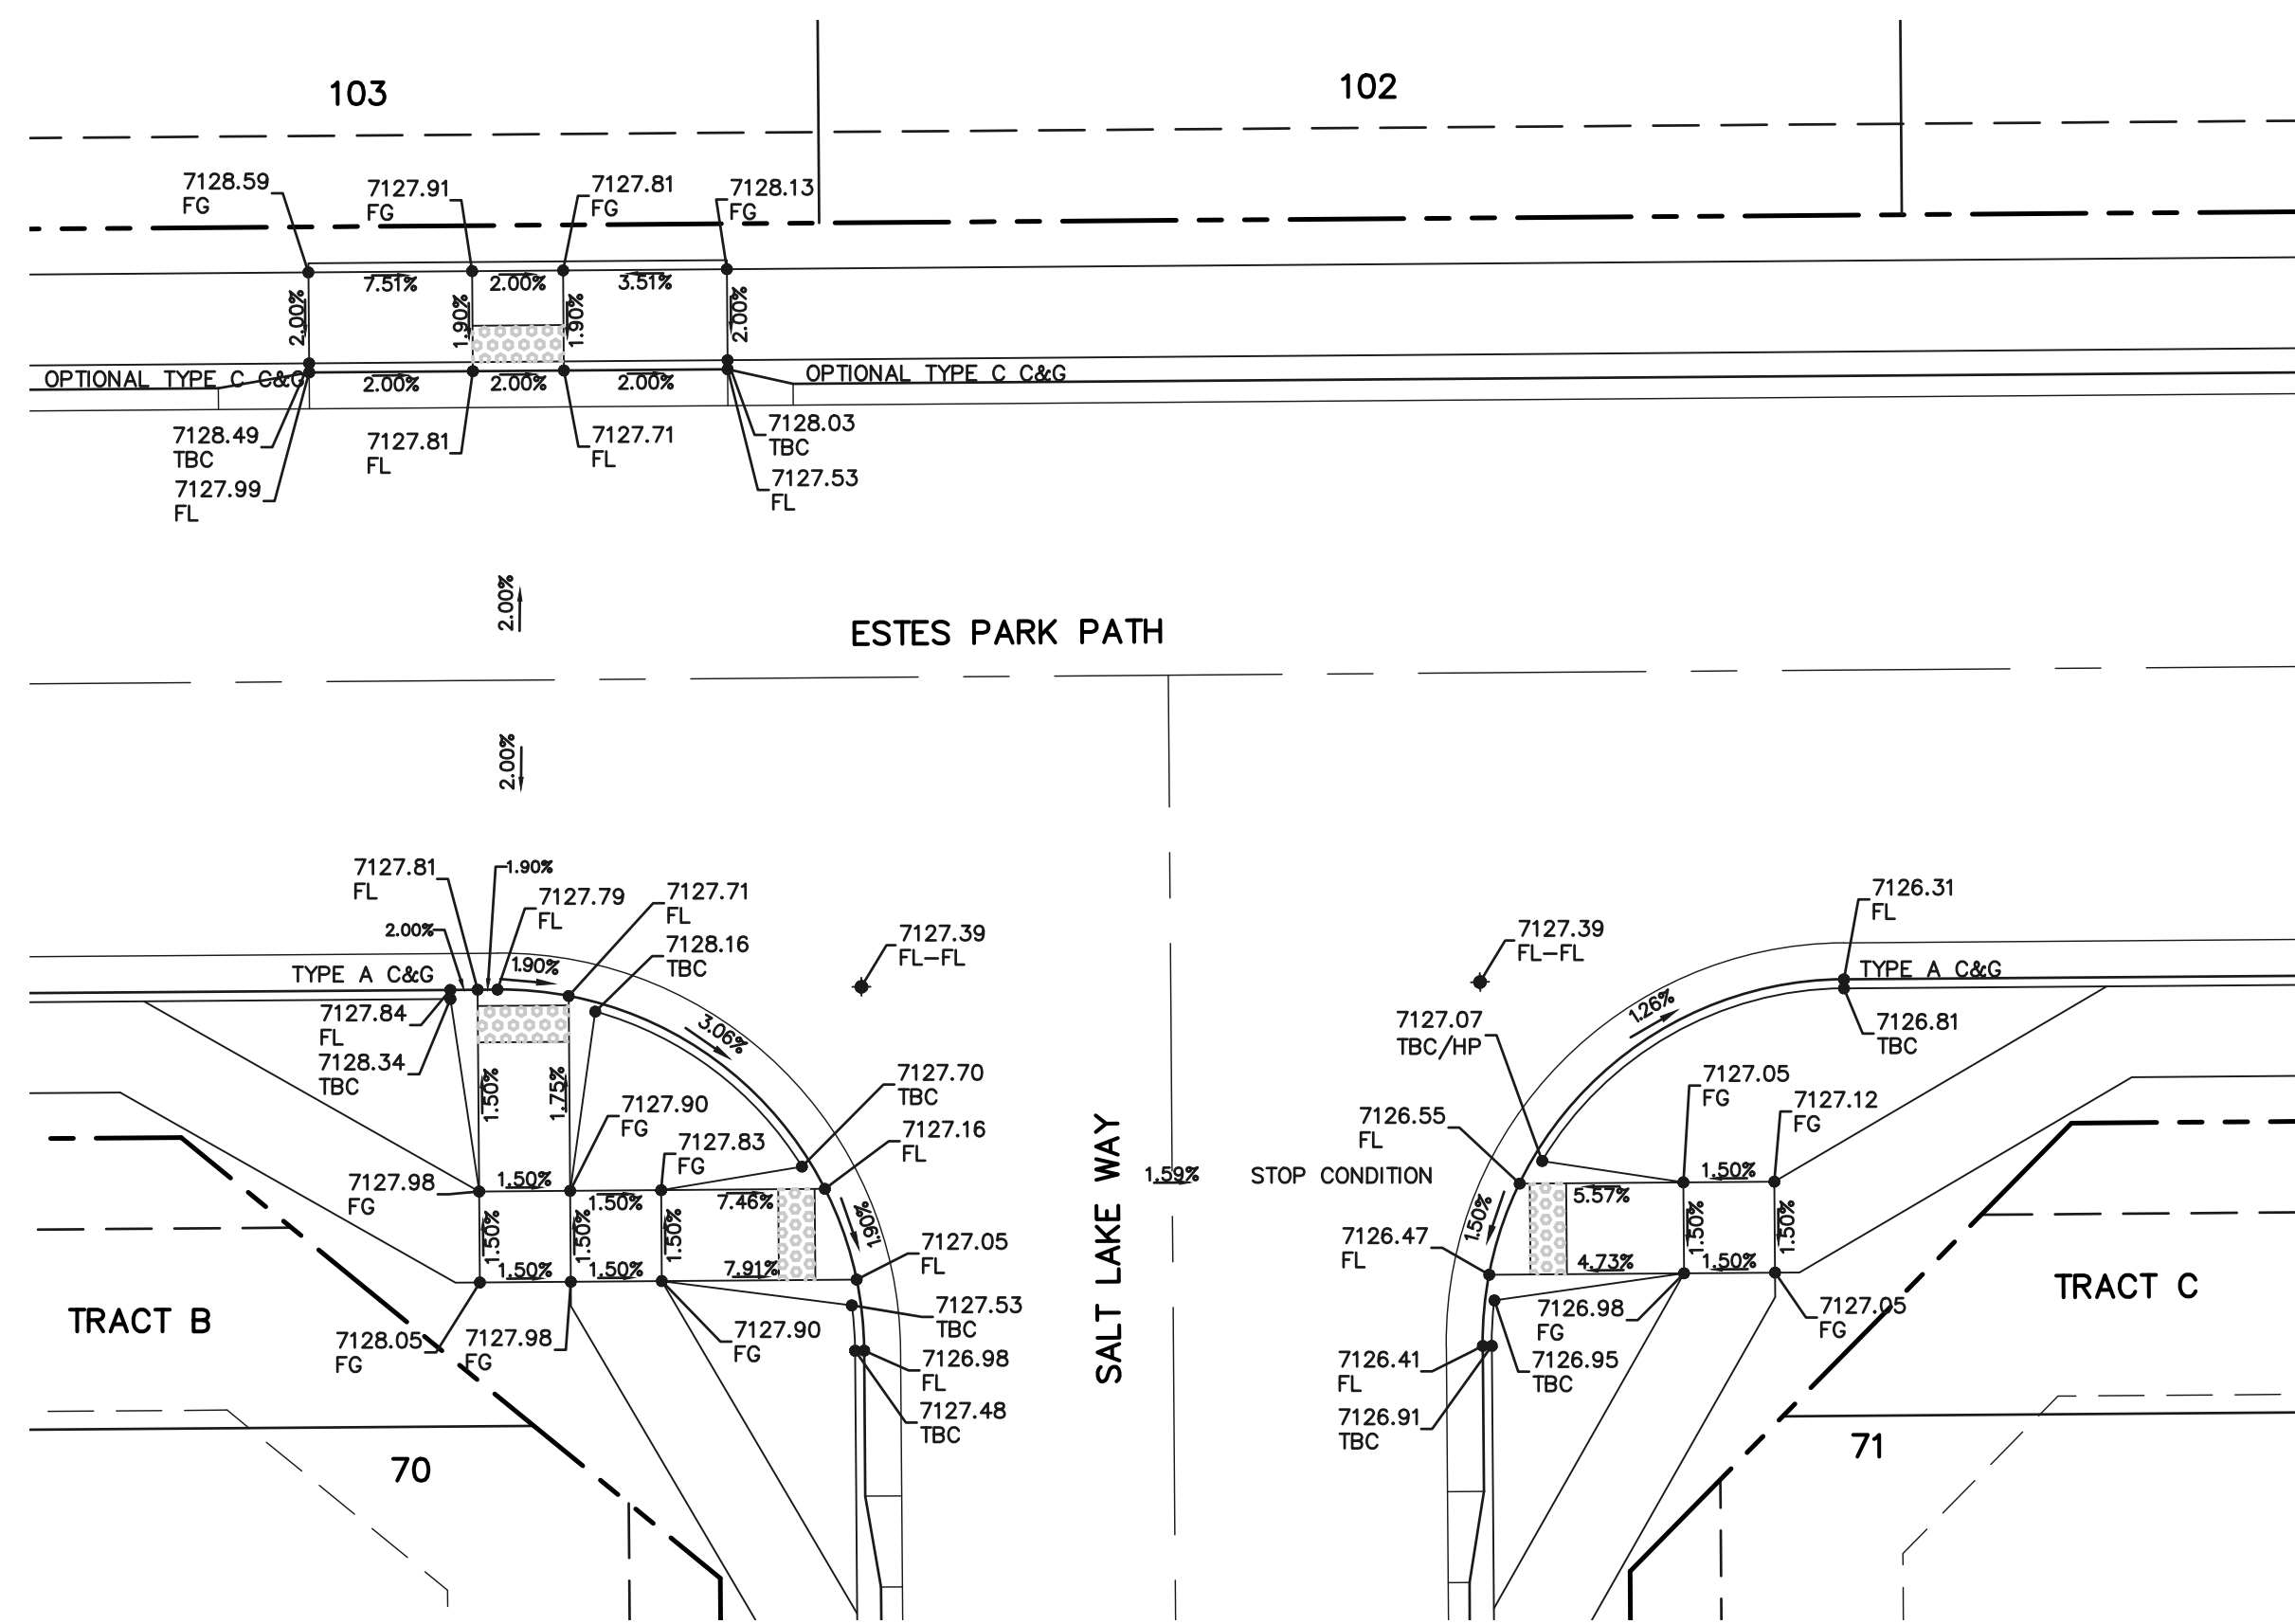 103
102
7128.59
FG
7127.91
FG
7127.81
FG
7128.13
FG
7.51%
2.00%
3.51%
2.00%
1.90%
1.90%
2.00%
OPTIONAL TYPE C C&G
2.00%
2.00%
2.00%
OPTIONAL TYPE C C&G
7128.49
TBC
7127.99
FL
7127.81
FL
7127.71
FL
7128.03
TBC
7127.53
FL
2.00%
ESTES PARK PATH
2.00%
7127.81
FL
1.90%
7127.79
FL
7127.71
FL
2.00%
7128.16
TBC
7127.39
FL-FL
7127.39
FL-FL
7126.31
FL
TYPE A C&G
1.90%
TYPE A C&G
7127.84
FL
7128.34
TBC
3.06%
1.26%
7127.07
TBC/HP
7126.81
TBC
1.50%
1.75%
7127.90
FG
7127.83
FG
7127.70
TBC
7127.16
FL
7127.05
FG
7127.12
FG
7126.55
FL
7127.98
FG
1.50%
1.50%
7.46%
1.59%
STOP CONDITION
5.57%
1.50%
1.50%
1.50%
1.50%
1.90%
1.50%
1.50%
1.50%
1.50%
1.50%
7.91%
7127.05
FL
SALT LAKE WAY
7126.47
FL
4.73%
1.50%
TRACT B
TRACT C
7128.05
FG
7127.98
FG
7127.90
FG
7127.53
TBC
7126.98
FL
7127.48
TBC
7126.98
FG
7127.05
FG
7126.41
FL
7126.95
TBC
7126.91
TBC
70
71